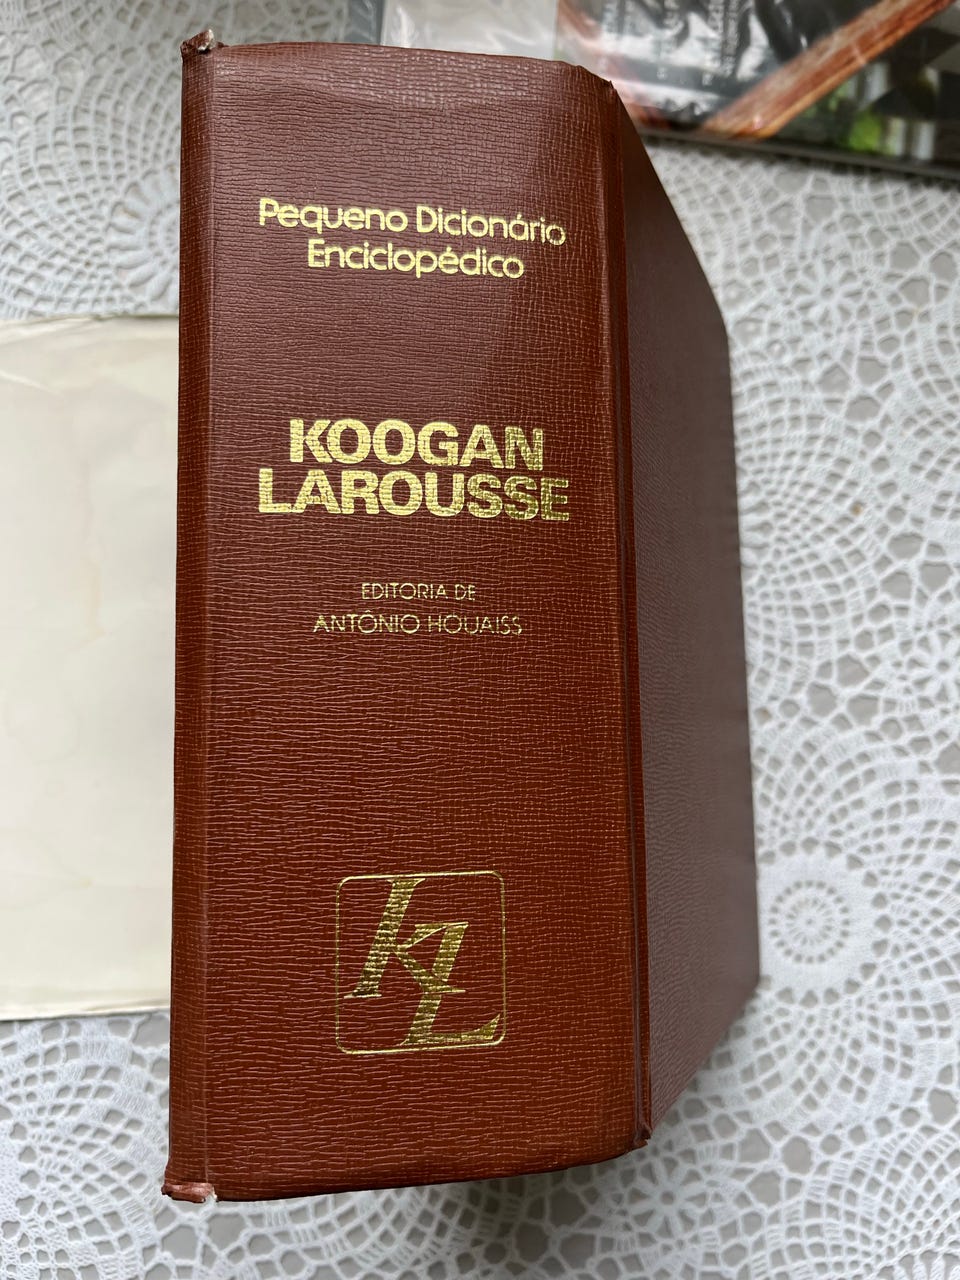 Pequeno Dicionário
Enciclopédico
KOOGAN
LAROUSSE
EDITORIA DE
ANTÔNIO HOUAISS
KL